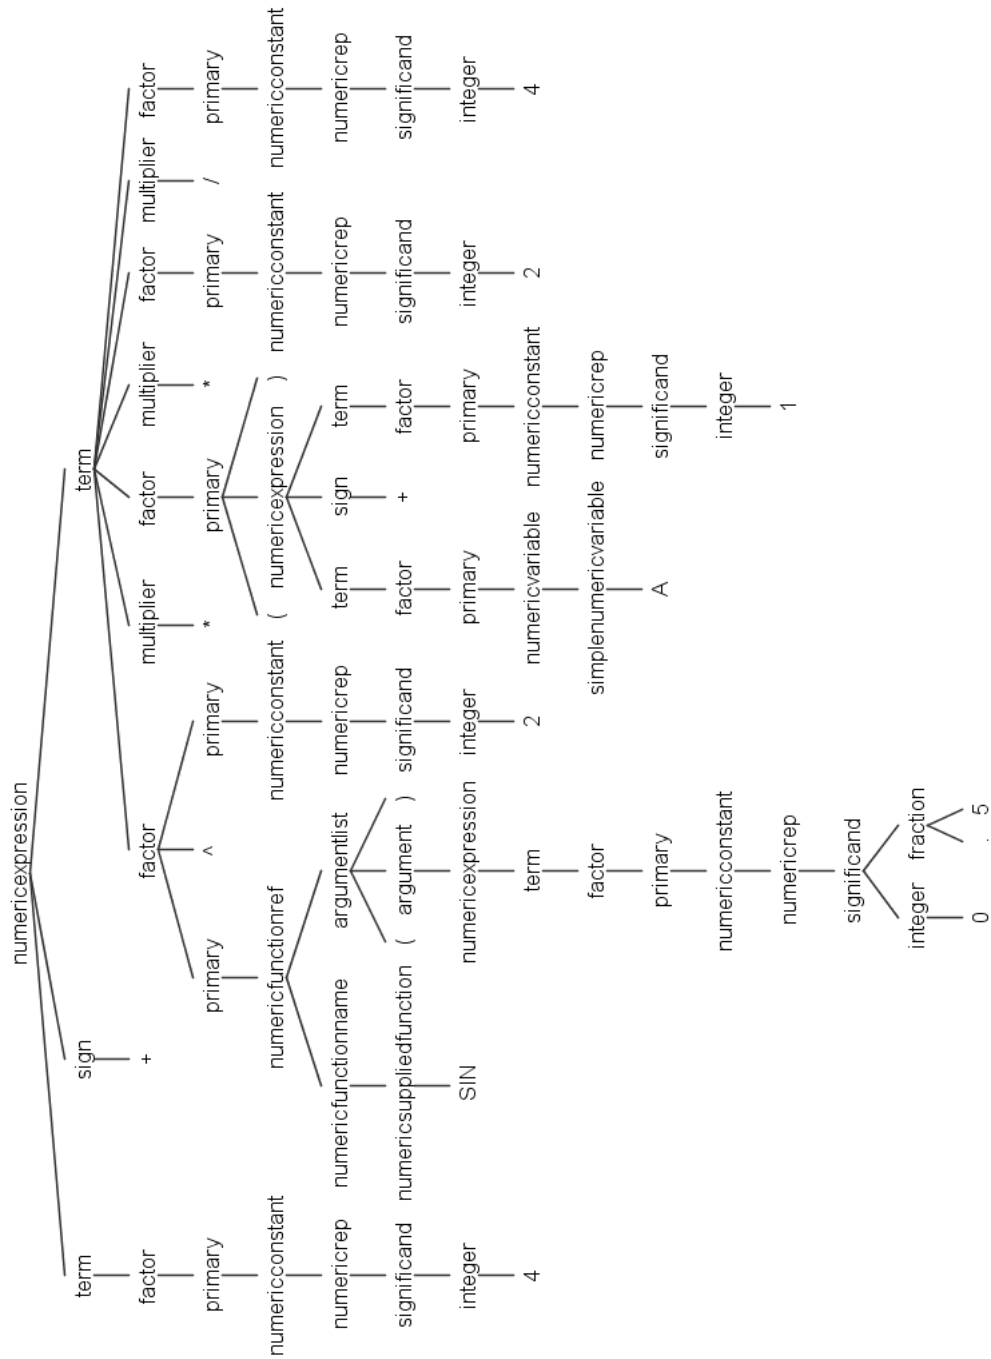 numericexpression
term sign term
factor + factor multiplier factor multiplier factor multiplier factor
primary primary ^ primary * primary * primary / primary
numericconstant numericfunctionref numericconstant ( numericexpression ) numericconstant numericconstant
numericrep numericfunctionname argumentlist numericrep term sign term numericrep numericrep
significand numericsuppliedfunction ( argument ) significand factor + factor significand significand
integer SIN numericexpression integer primary primary integer integer
4 term 2 numericvariable numericconstant 2 4
factor simplenumericvariable numericrep
primary A significand
numericconstant integer
numericrep 1
significand
integer fraction
0 . 5